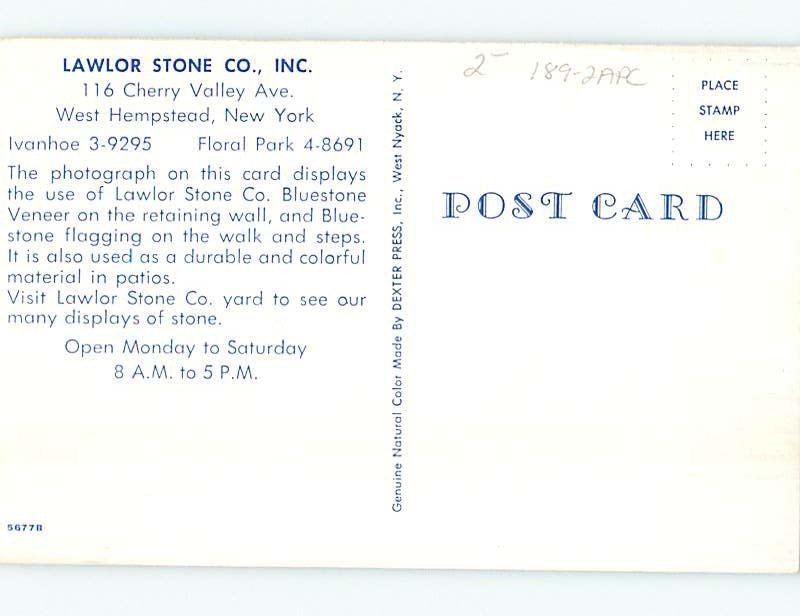 LAWLOR STONE CO., INC.
116 Cherry Valley Ave.
West Hempstead, New York
Ivanhoe 3-9295 Floral Park 4-8691
The photograph on this card displays
the use of Lawlor Stone Co. Bluestone
Veneer on the retaining wall, and Blue-
stone flagging on the walk and steps.
It is also used as a durable and colorful
material in patios.
Visit Lawlor Stone Co. yard to see our
many displays of stone.
Open Monday to Saturday
8 A.M. to 5 P.M.
56778
Genuine Natural Color Made By DEXTER PRESS, Inc., West Nyack, N. Y.
2- 189-2APC
PLACE
STAMP
HERE
POST CARD